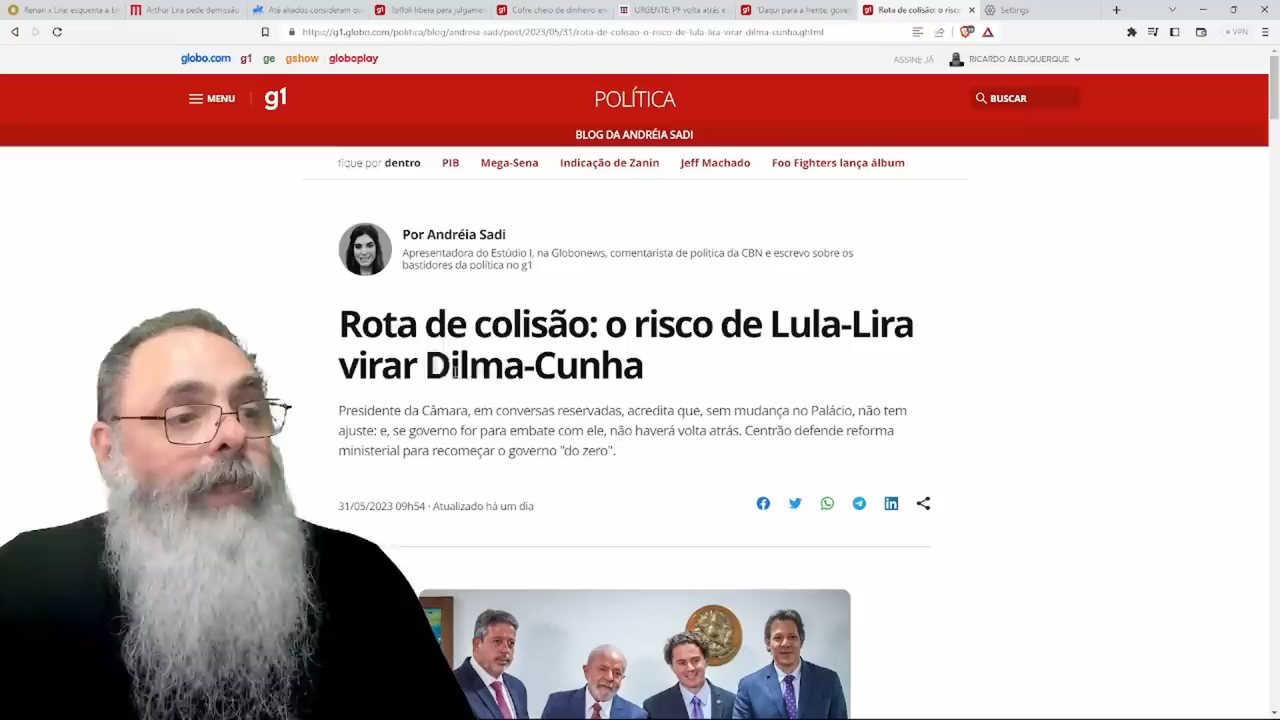 Renan x Lira: esquenta a b
Arthur Lira pede demissão
Até aliados consideram qu
Toffoli libera para julgame
Cofre cheio de dinheiro en
URGENTE: PF volta atrás e
"Daqui para a frente, gover
Rota de colisão: o risco
Settings
https://g1.globo.com/politica/blog/andreia-sadi/post/2023/05/31/rota-de-colisao-o-risco-de-lula-lira-virar-dilma-cunha.ghtml
VPN
globo.com g1 ge gshow globoplay
ASSINE JÁ
RICARDO ALBUQUERQUE
MENU
g1
POLÍTICA
BUSCAR
BLOG DA ANDRÉIA SADI
fique por dentro PIB Mega-Sena Indicação de Zanin Jeff Machado Foo Fighters lança álbum
Por Andréia Sadi
Apresentadora do Estúdio I, na Globonews, comentarista de política da CBN e escrevo sobre os
bastidores da política no g1
Rota de colisão: o risco de Lula-Lira
virar Dilma-Cunha
Presidente da Câmara, em conversas reservadas, acredita que, sem mudança no Palácio, não tem
ajuste: e, se governo for para embate com ele, não haverá volta atrás. Centrão defende reforma
ministerial para recomeçar o governo "do zero".
31/05/2023 09h54 · Atualizado há um dia